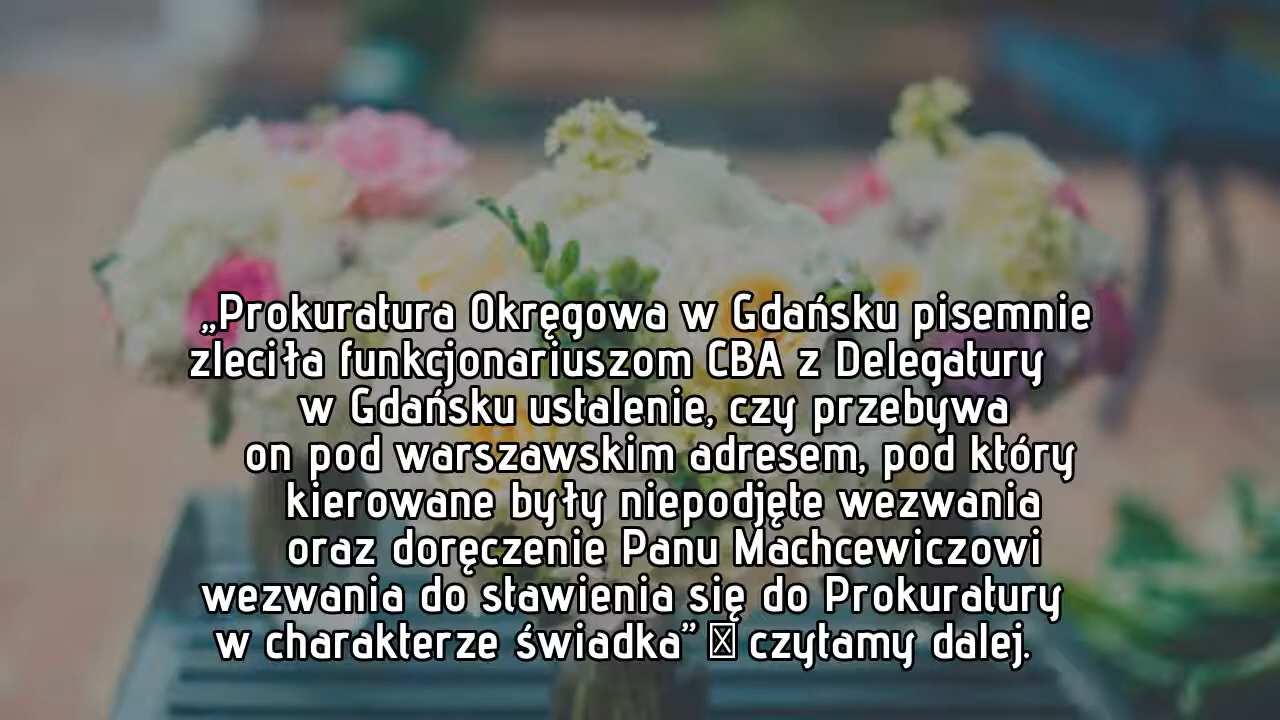 „Prokuratura Okręgowa w Gdańsku pisemnie
zleciła funkcjonariuszom CBA z Delegatury
w Gdańsku ustalenie, czy przebywa
on pod warszawskim adresem, pod który
kierowane były niepodjęte wezwania
oraz doręczenie Panu Machcewiczowi
wezwania do stawienia się do Prokuratury
w charakterze świadka” czytamy dalej.